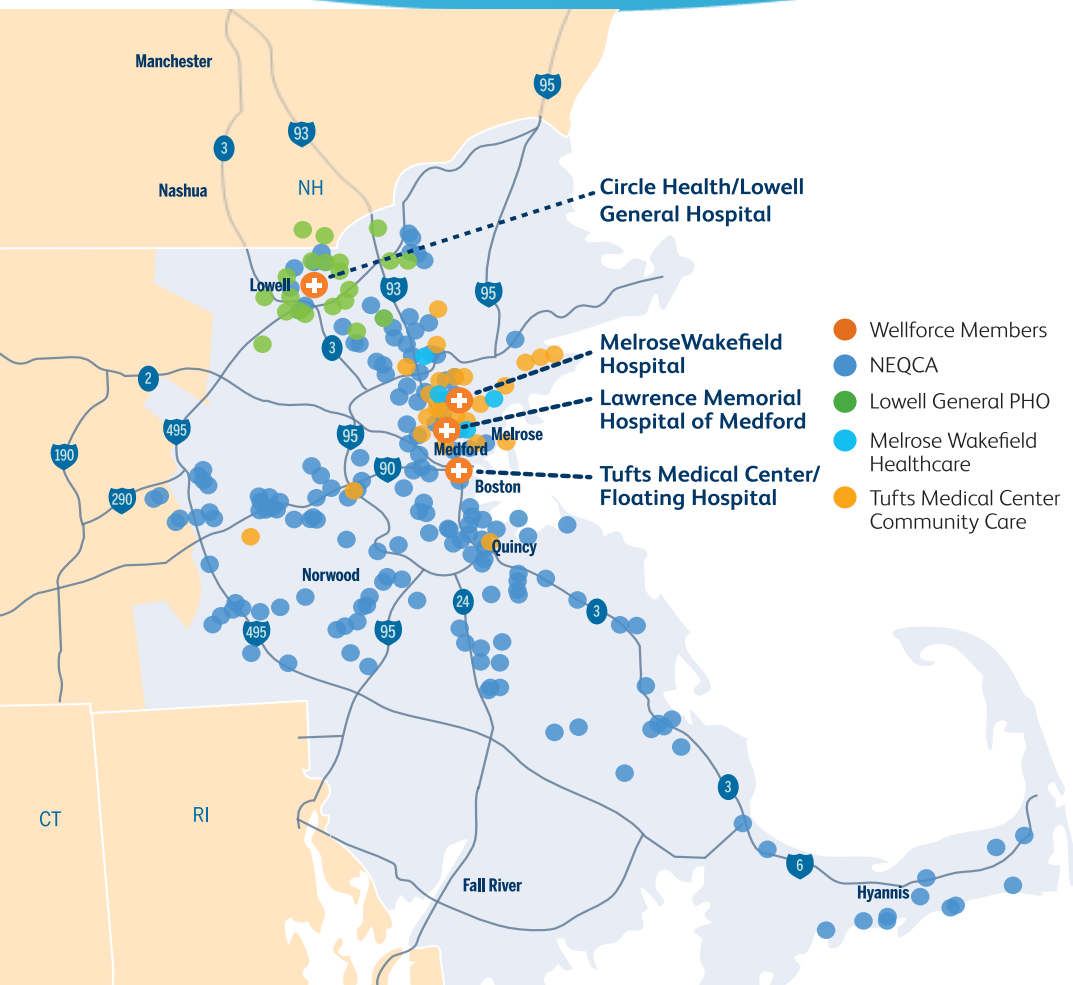 Manchester
95
93
3
Nashua
NH
Circle Health/Lowell
General Hospital
Lowell
93
95
MelroseWakefield
Hospital
3
2
Lawrence Memorial
Hospital of Medford
495
95
Melrose
Medford
190
90
Tufts Medical Center/
Floating Hospital
Boston
290
Quincy
Norwood
24
3
495
95
3
CT
RI
6
Fall River
Hyannis
Wellforce Members
NEQCA
Lowell General PHO
Melrose Wakefield
Healthcare
Tufts Medical Center
Community Care